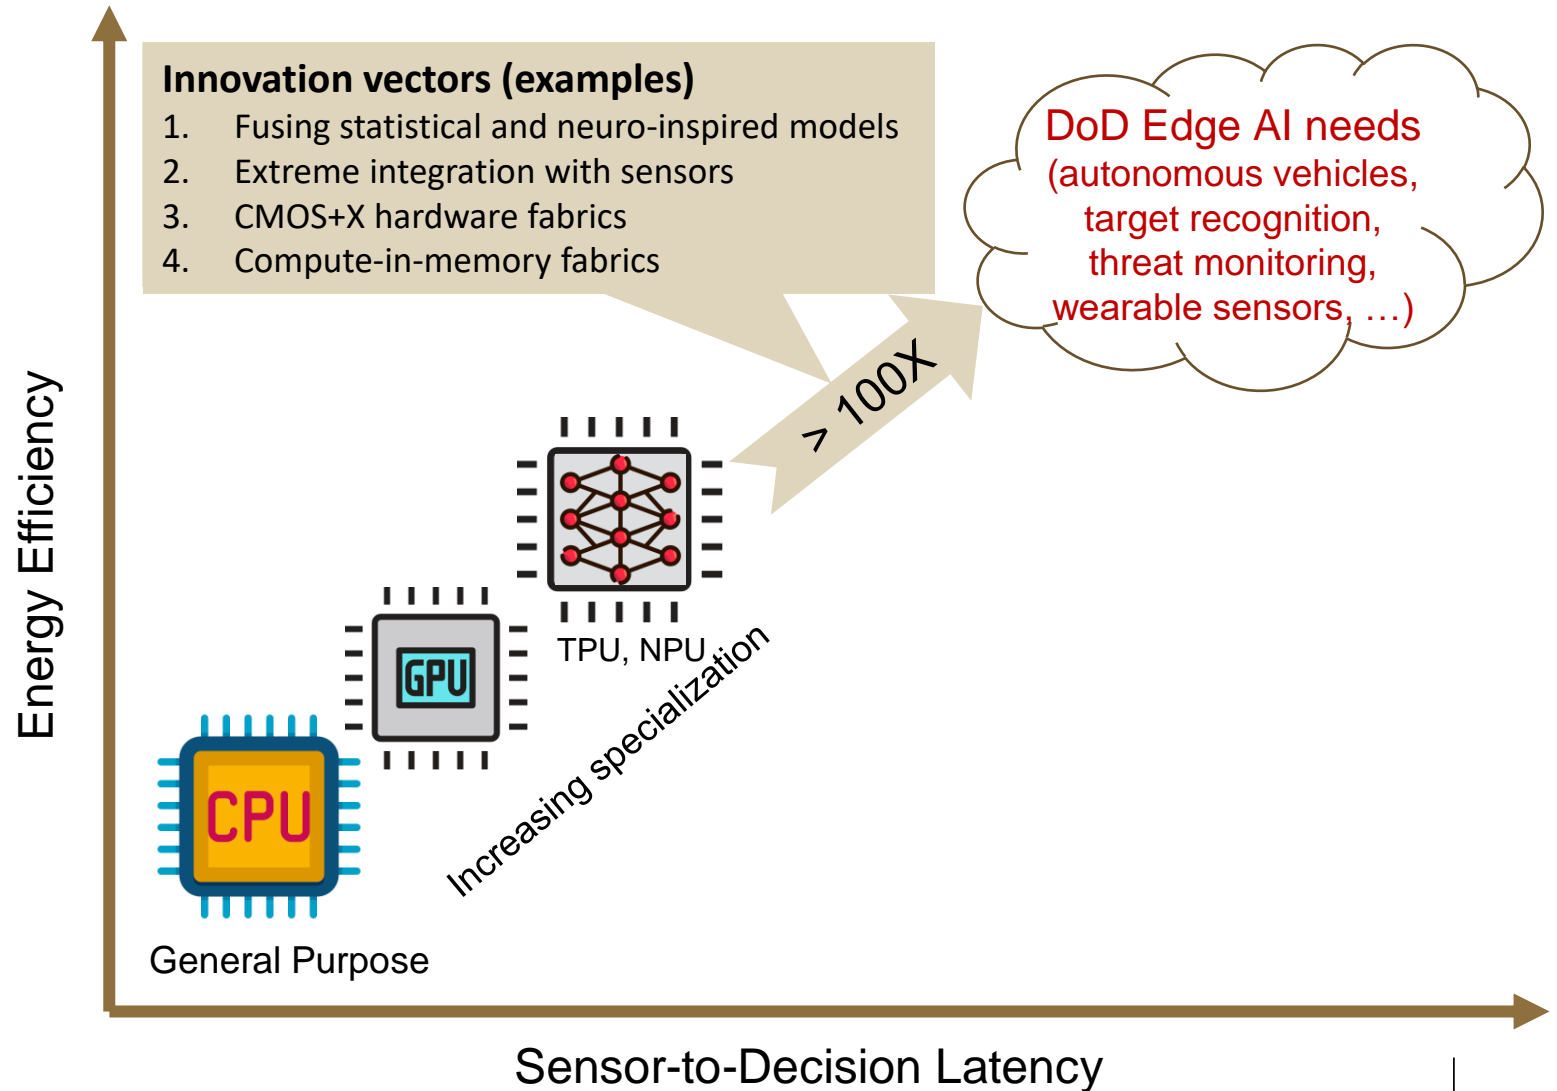 Innovation vectors (examples)
1. Fusing statistical and neuro-inspired models
2. Extreme integration with sensors
3. CMOS+X hardware fabrics
4. Compute-in-memory fabrics
DoD Edge AI needs
(autonomous vehicles,
target recognition,
threat monitoring,
wearable sensors, …)
> 100X
Energy Efficiency
TPU, NPU
GPU
Increasing specialization
CPU
General Purpose
Sensor-to-Decision Latency